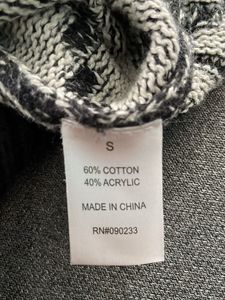 S
60% COTTON
40% ACRYLIC
MADE IN CHINA
RN#090233